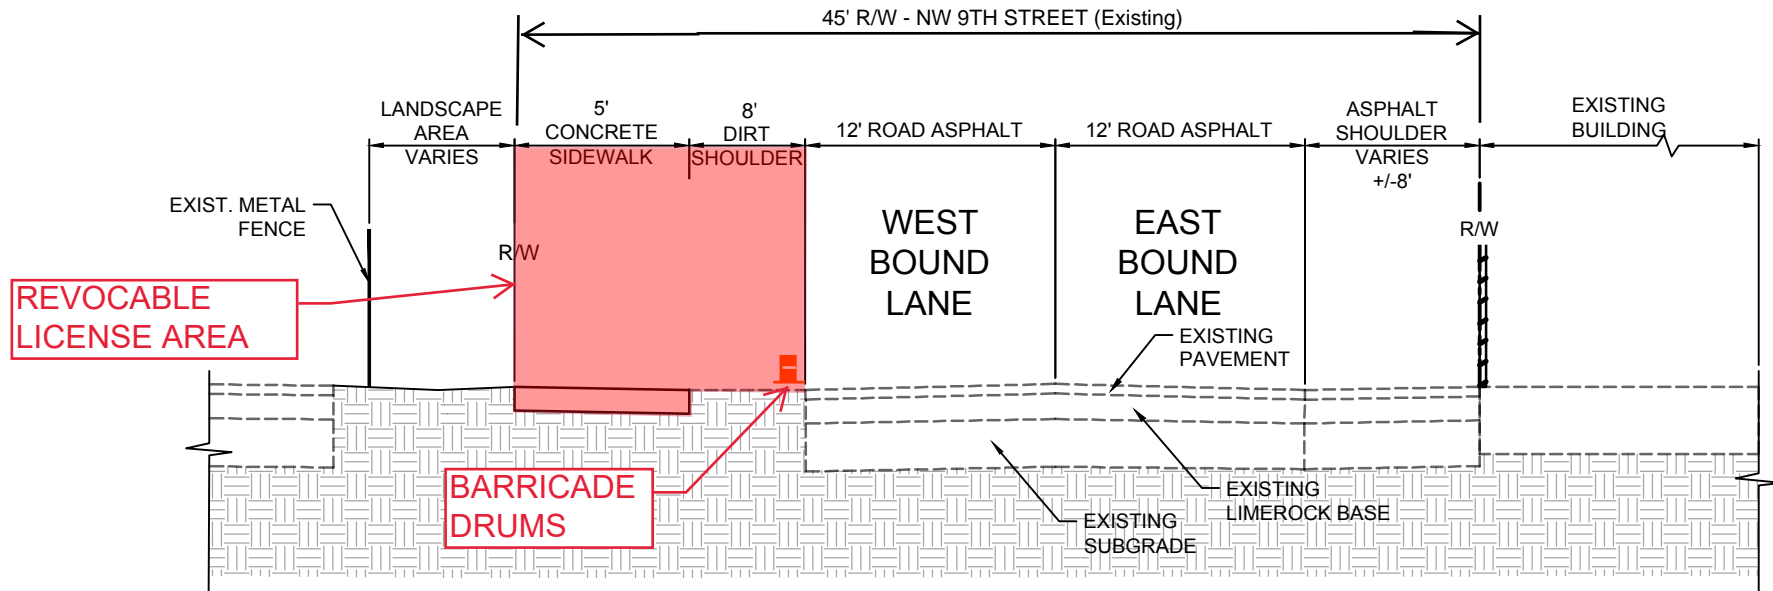 45' R/W - NW 9TH STREET (Existing)
LANDSCAPE
AREA
VARIES
5'
CONCRETE
SIDEWALK
8'
DIRT
SHOULDER
12' ROAD ASPHALT
12' ROAD ASPHALT
ASPHALT
SHOULDER
VARIES
+/-8'
EXISTING
BUILDING
EXIST. METAL
FENCE
R/W
WEST
BOUND
LANE
EAST
BOUND
LANE
R/W
REVOCABLE
LICENSE AREA
EXISTING
PAVEMENT
BARRICADE
DRUMS
EXISTING
LIMEROCK BASE
EXISTING
SUBGRADE